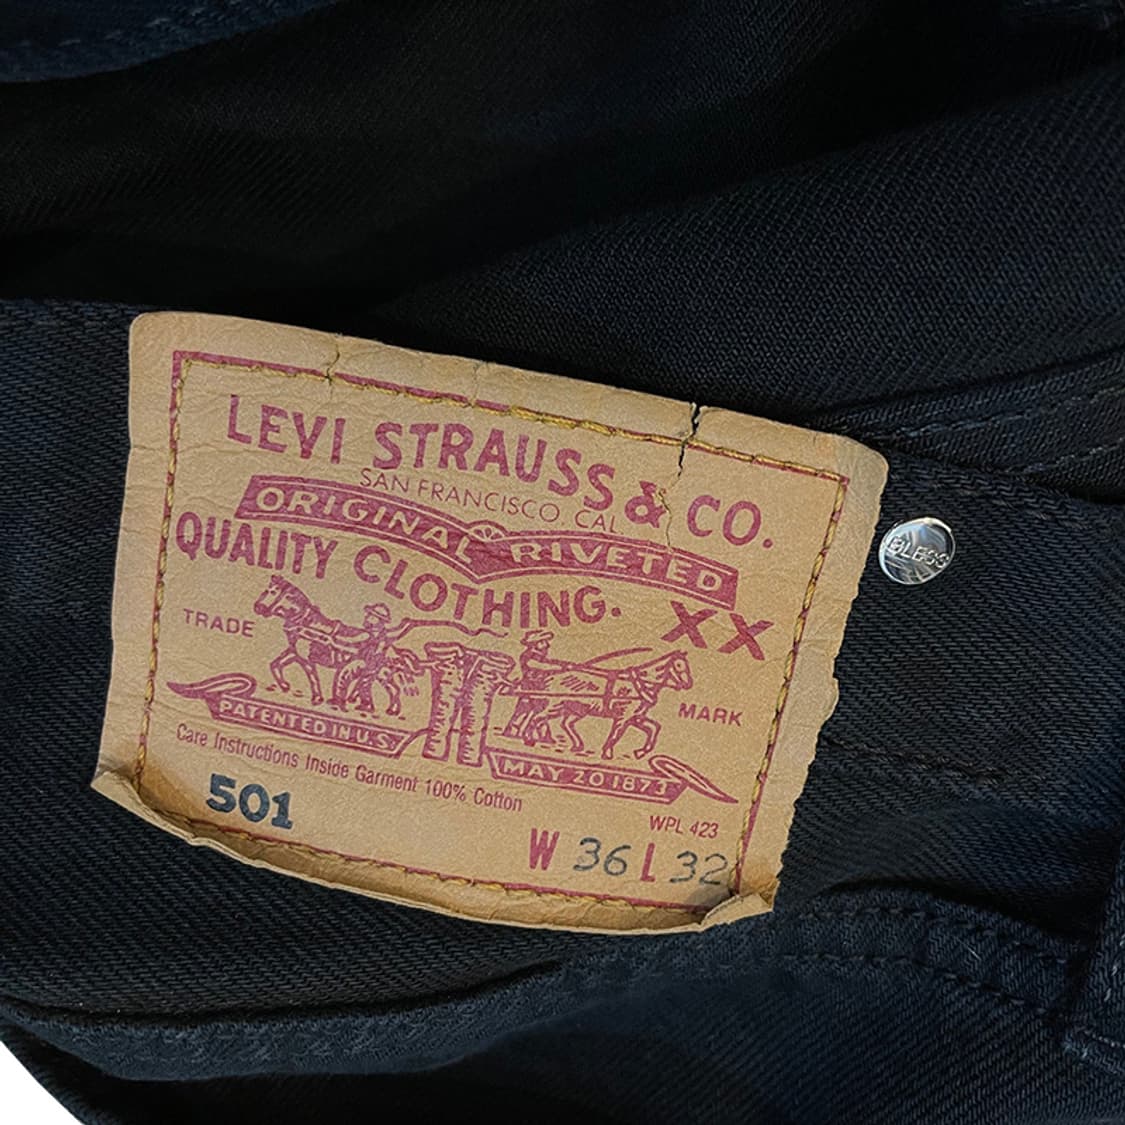 LEVI STRAUSS & CO.
SAN FRANCISCO, CAL
ORIGINAL RIVETED
QUALITY CLOTHING.
XX
TRADE
MARK
PATENTED IN U.S.
MAY 20 1873
Care Instructions Inside Garment 100% Cotton
501
WPL 423
W 36 L 32
BLESS